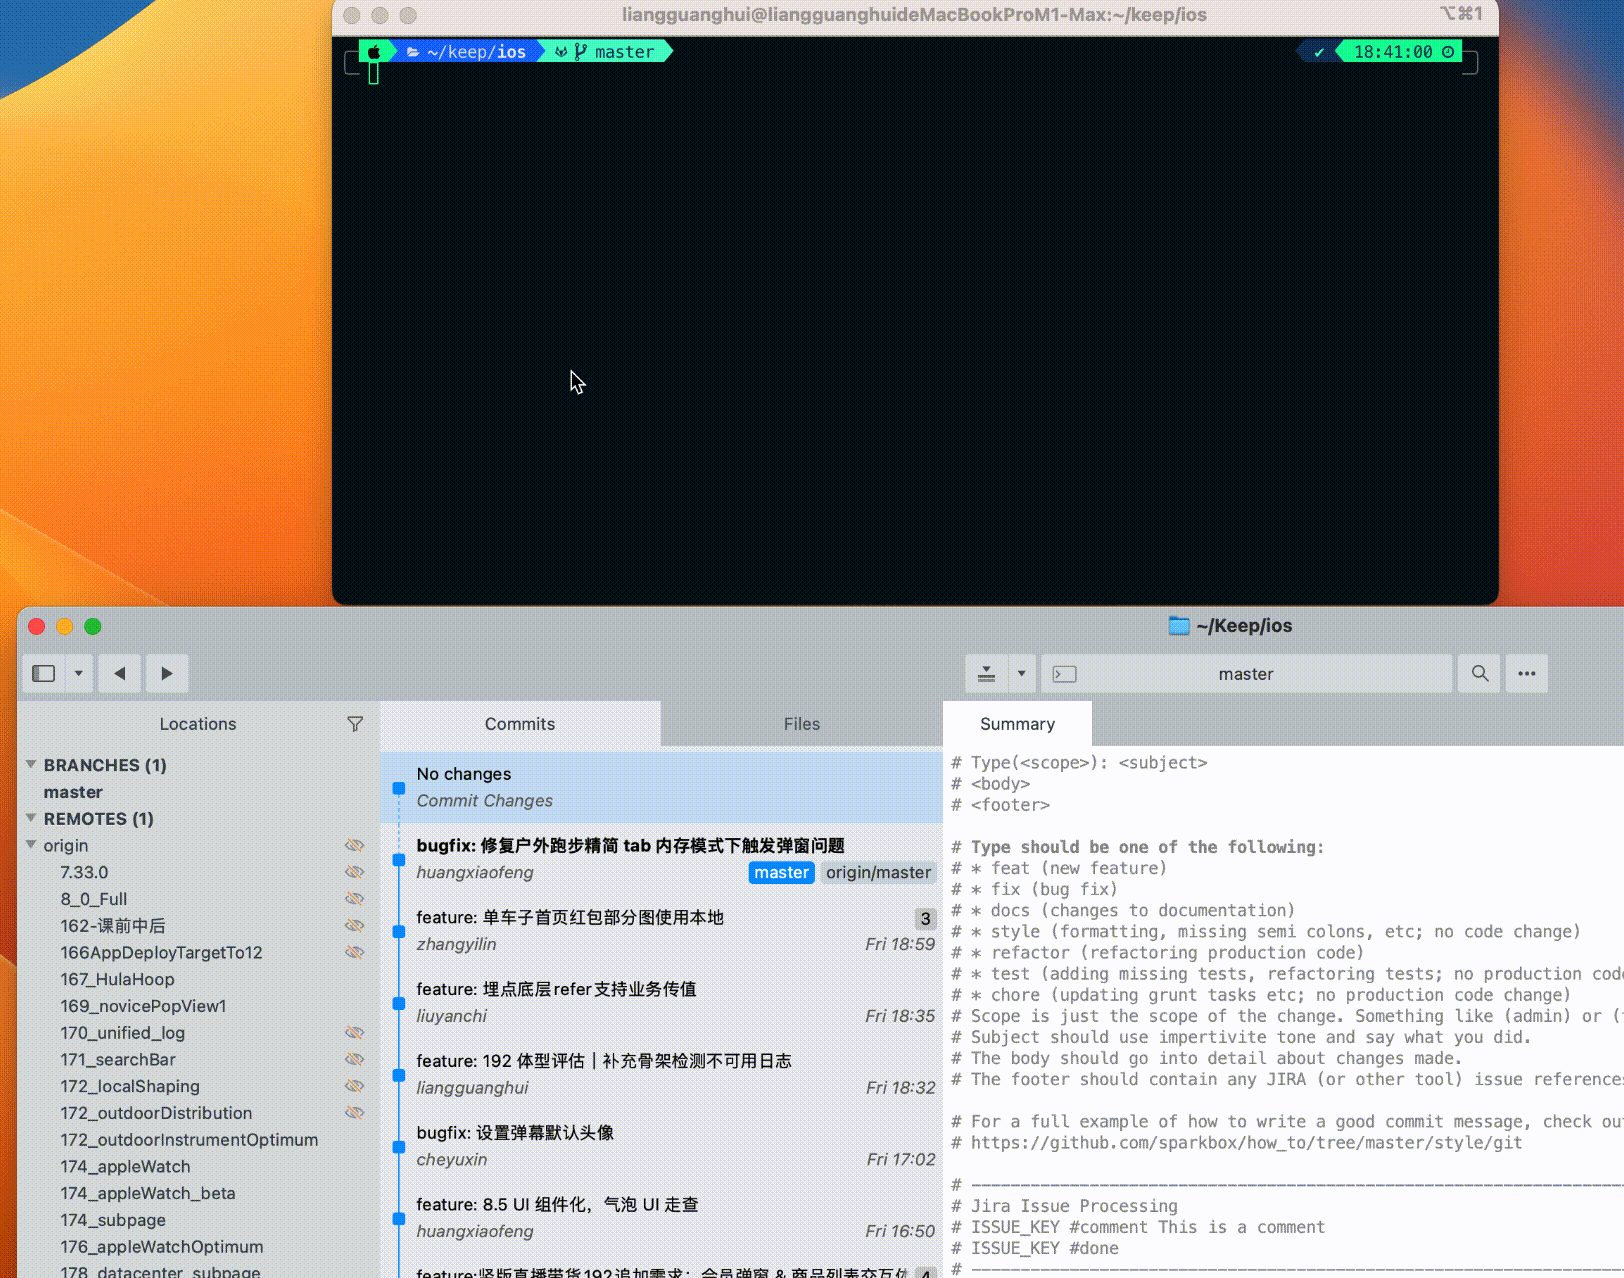 liangguanghui@liangguanghuideMacBookProM1-Max:~/keep/ios
⌥⌘1
~/keep/ios master
✔ 18:41:00
~/Keep/ios
master
Locations
Commits
Files
Summary
BRANCHES (1)
master
REMOTES (1)
origin
7.33.0
8_0_Full
162-课前中后
166AppDeployTargetTo12
167_HulaHoop
169_novicePopView1
170_unified_log
171_searchBar
172_localShaping
172_outdoorDistribution
172_outdoorInstrumentOptimum
174_appleWatch
174_appleWatch_beta
174_subpage
176_appleWatchOptimum
178_datacenter_subpage
No changes
Commit Changes
bugfix: 修复户外跑步精简 tab 内存模式下触发弹窗问题
huangxiaofeng master origin/master
feature: 单车子首页红包部分图使用本地 3
zhangyilin Fri 18:59
feature: 埋点底层refer支持业务传值
liuyanchi Fri 18:35
feature: 192 体型评估｜补充骨架检测不可用日志
liangguanghui Fri 18:32
bugfix: 设置弹幕默认头像
cheyuxin Fri 17:02
feature: 8.5 UI 组件化，气泡 UI 走查
huangxiaofeng Fri 16:50
feature:竖版直播带货192追加需求：会员弹窗 & 商品列表交互优 4
# Type(<scope>): <subject>
# <body>
# <footer>
# Type should be one of the following:
# * feat (new feature)
# * fix (bug fix)
# * docs (changes to documentation)
# * style (formatting, missing semi colons, etc; no code change)
# * refactor (refactoring production code)
# * test (adding missing tests, refactoring tests; no production code
# * chore (updating grunt tasks etc; no production code change)
# Scope is just the scope of the change. Something like (admin) or (
# Subject should use impertivite tone and say what you did.
# The body should go into detail about changes made.
# The footer should contain any JIRA (or other tool) issue references
# For a full example of how to write a good commit message, check ou
# https://github.com/sparkbox/how_to/tree/master/style/git
# ------------------------------------------------------------------
# Jira Issue Processing
# ISSUE_KEY #comment This is a comment
# ISSUE_KEY #done
# ------------------------------------------------------------------